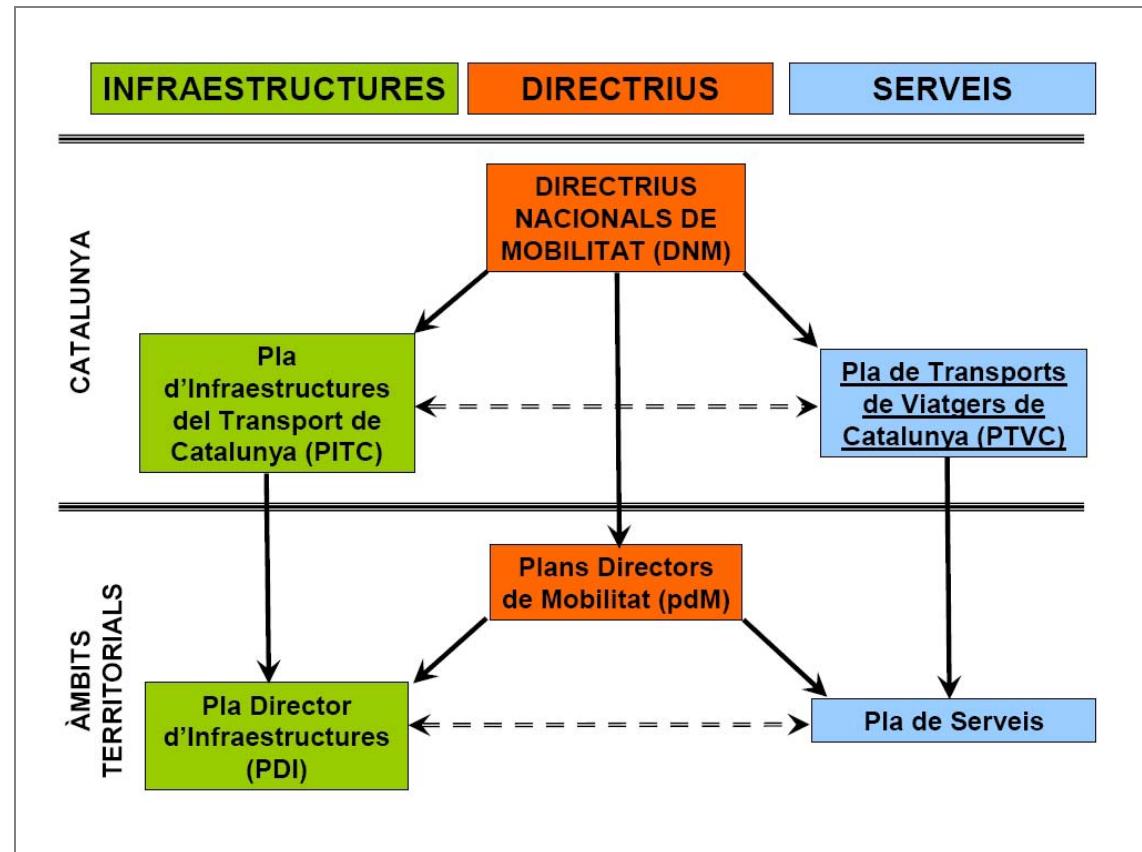 INFRAESTRUCTURES
DIRECTRIUS
SERVEIS
CATALUNYA
DIRECTRIUS
NACIONALS DE
MOBILITAT (DNM)
Pla
d’Infraestructures
del Transport de
Catalunya (PITC)
Pla de Transports
de Viatgers de
Catalunya (PTVC)
ÀMBITS
TERRITORIALS
Plans Directors
de Mobilitat (pdM)
Pla Director
d’Infraestructures
(PDI)
Pla de Serveis